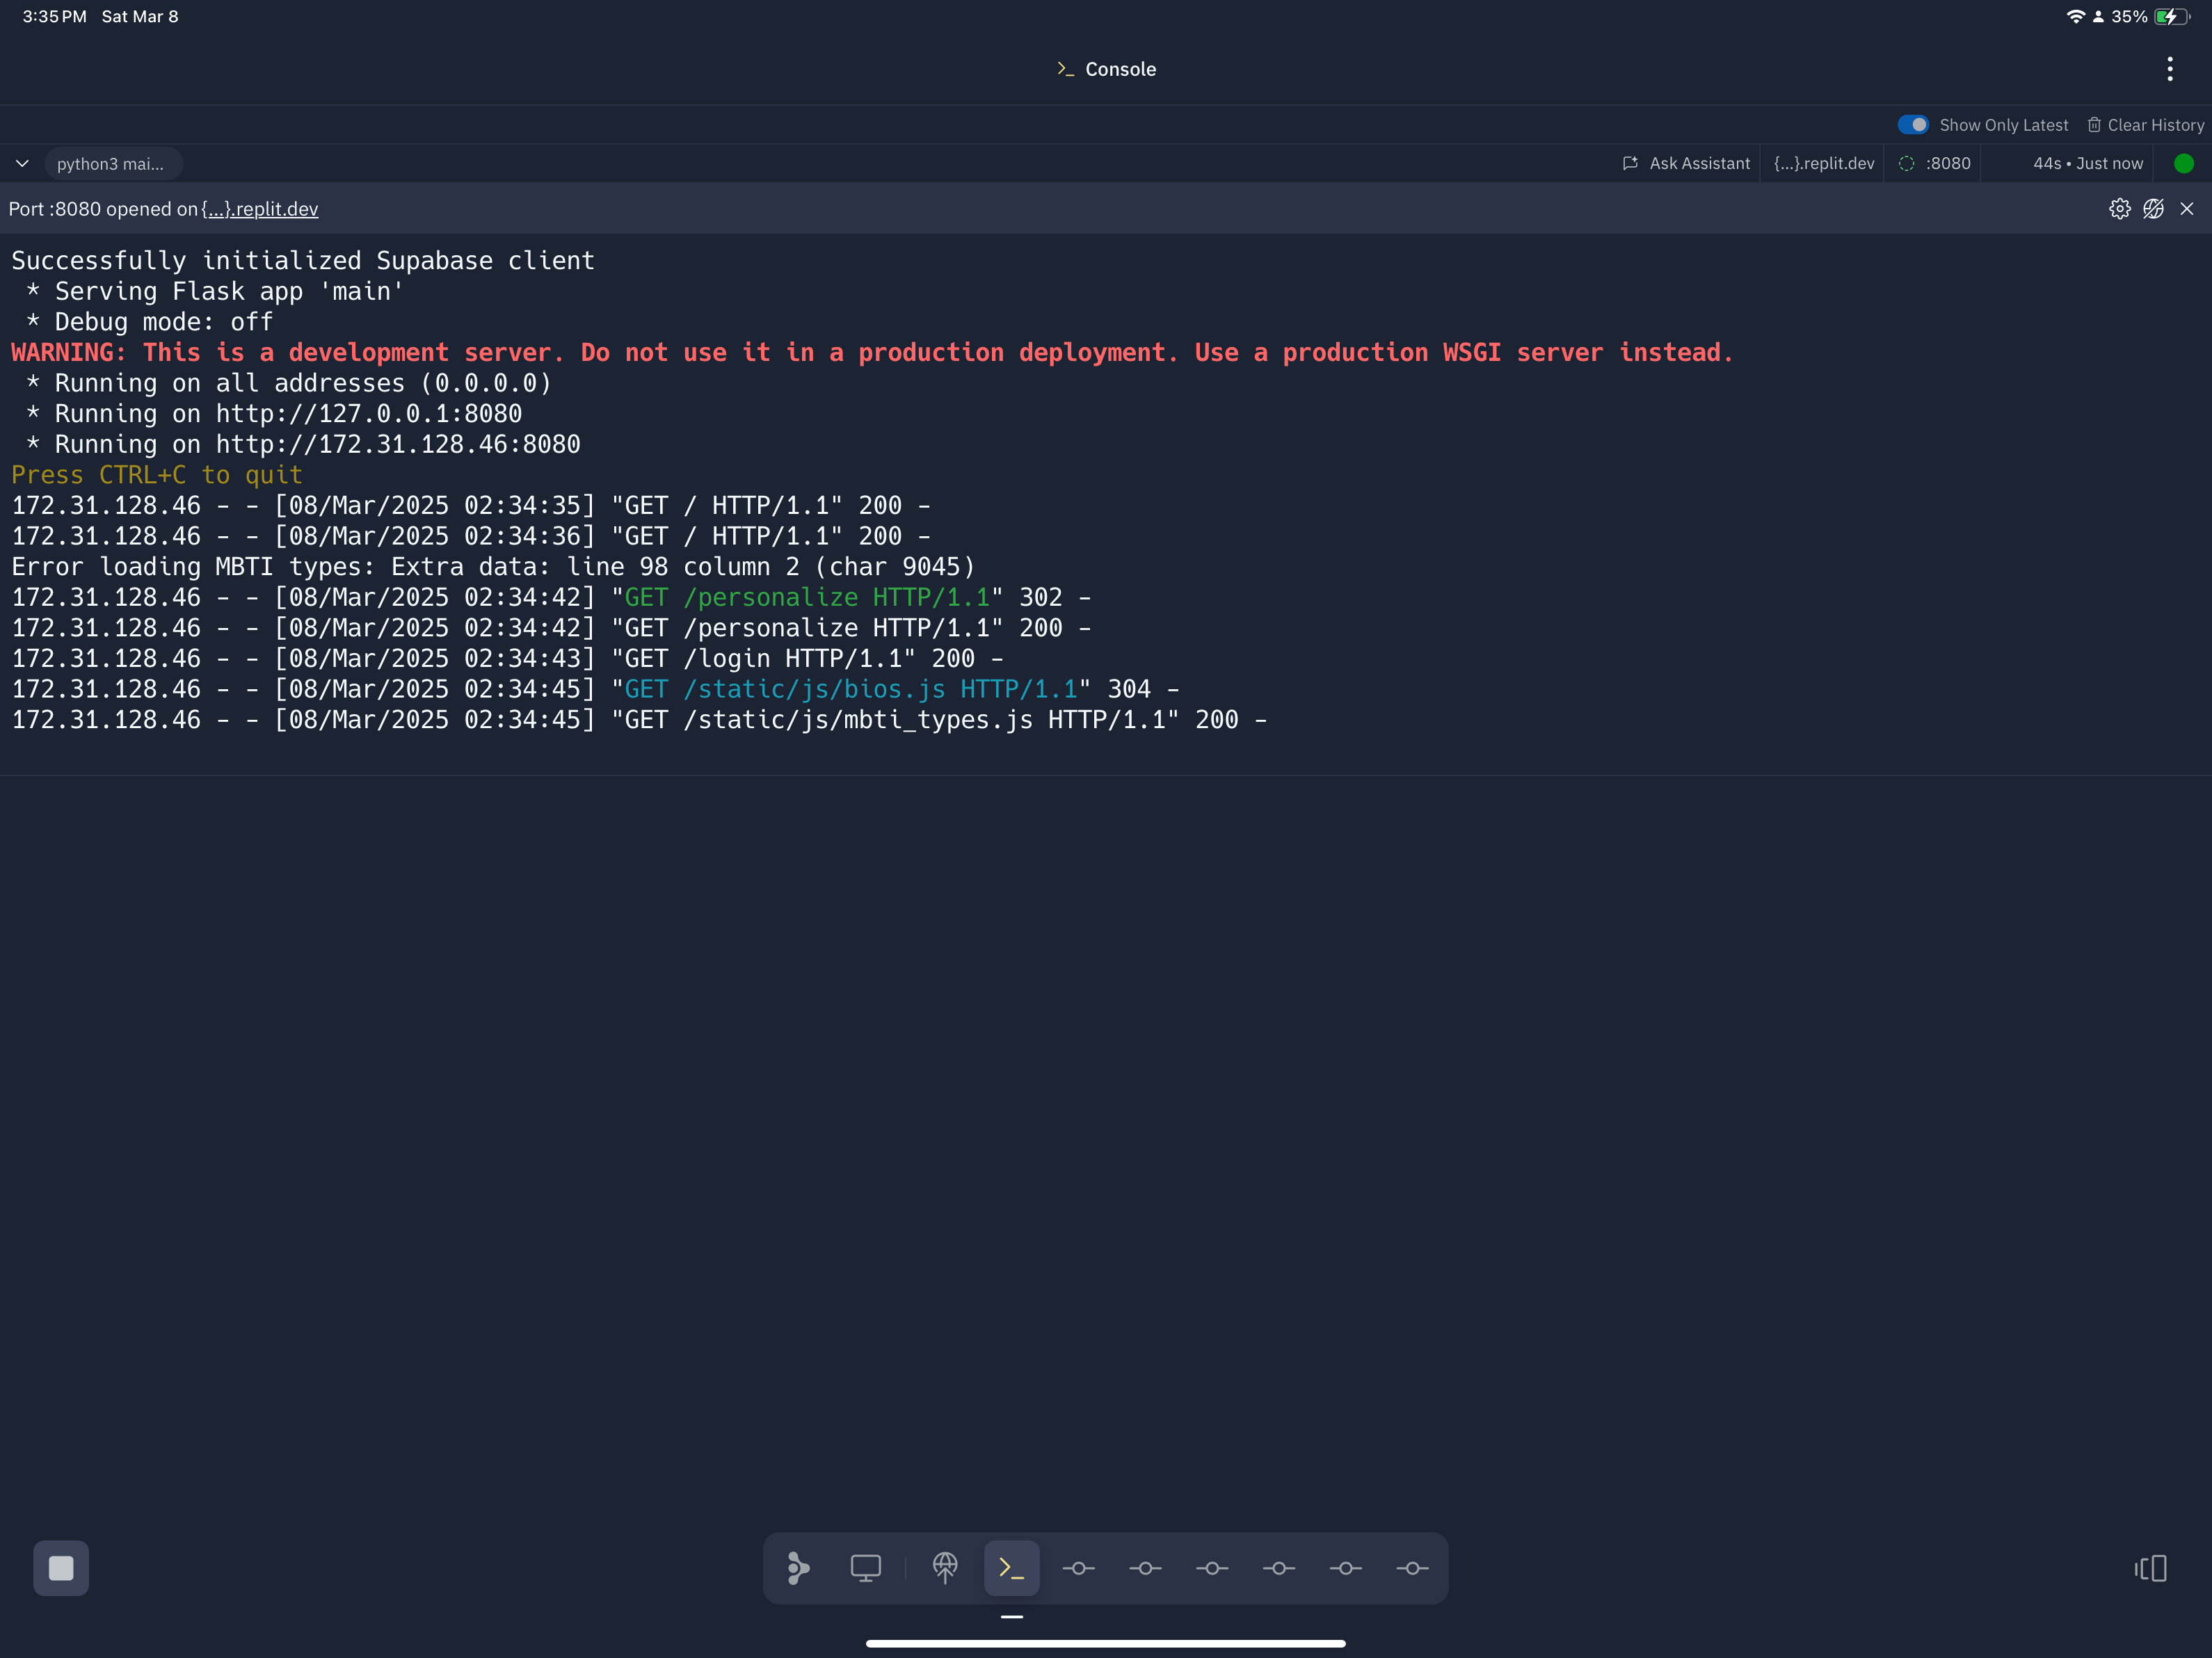 3:35 PM Sat Mar 8 35%
Console
Show Only Latest Clear History
python3 mai... Ask Assistant {...}.replit.dev :8080 44s • Just now
Port :8080 opened on {...}.replit.dev
Successfully initialized Supabase client
 * Serving Flask app 'main'
 * Debug mode: off
WARNING: This is a development server. Do not use it in a production deployment. Use a production WSGI server instead.
 * Running on all addresses (0.0.0.0)
 * Running on http://127.0.0.1:8080
 * Running on http://172.31.128.46:8080
Press CTRL+C to quit
172.31.128.46 - - [08/Mar/2025 02:34:35] "GET / HTTP/1.1" 200 -
172.31.128.46 - - [08/Mar/2025 02:34:36] "GET / HTTP/1.1" 200 -
Error loading MBTI types: Extra data: line 98 column 2 (char 9045)
172.31.128.46 - - [08/Mar/2025 02:34:42] "GET /personalize HTTP/1.1" 302 -
172.31.128.46 - - [08/Mar/2025 02:34:42] "GET /personalize HTTP/1.1" 200 -
172.31.128.46 - - [08/Mar/2025 02:34:43] "GET /login HTTP/1.1" 200 -
172.31.128.46 - - [08/Mar/2025 02:34:45] "GET /static/js/bios.js HTTP/1.1" 304 -
172.31.128.46 - - [08/Mar/2025 02:34:45] "GET /static/js/mbti_types.js HTTP/1.1" 200 -